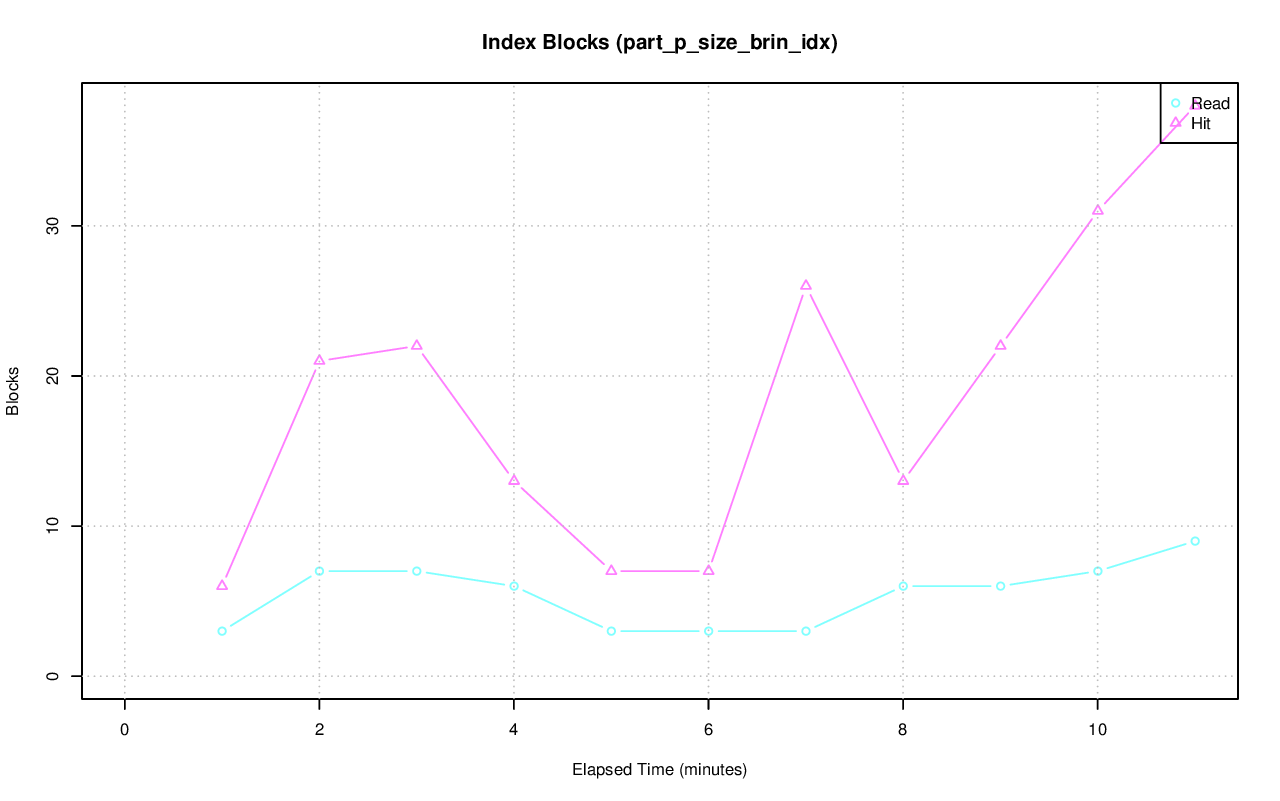 Index Blocks (part_p_size_brin_idx)
Read
Hit
30
20
10
0
Blocks
0 2 4 6 8 10
Elapsed Time (minutes)